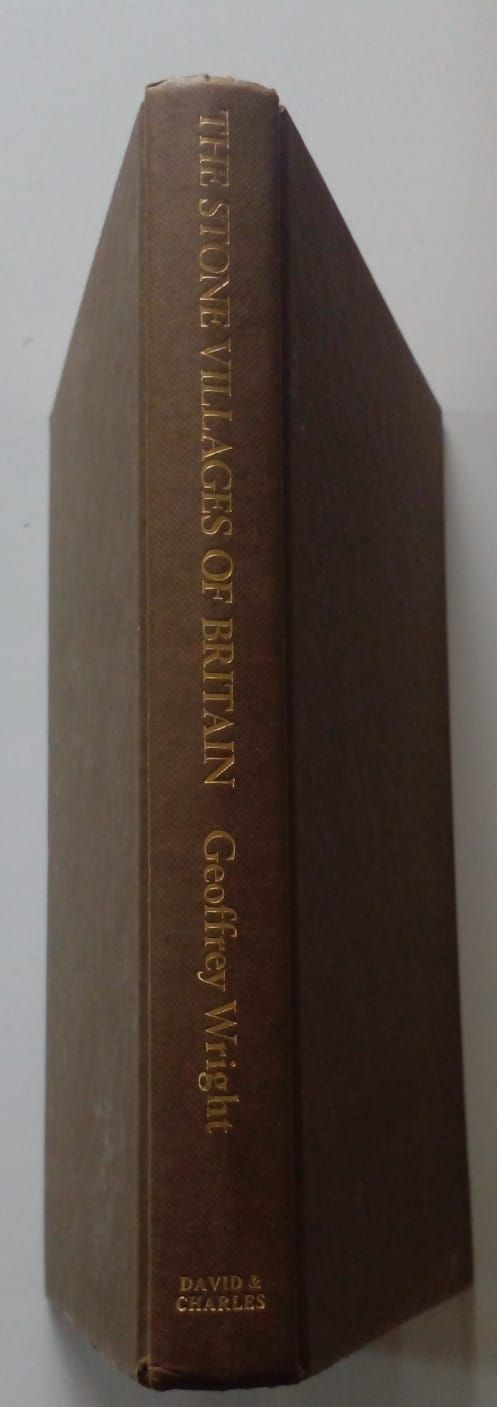 THE STONE VILLAGES OF BRITAIN Geoffrey Wright
DAVID &
CHARLES